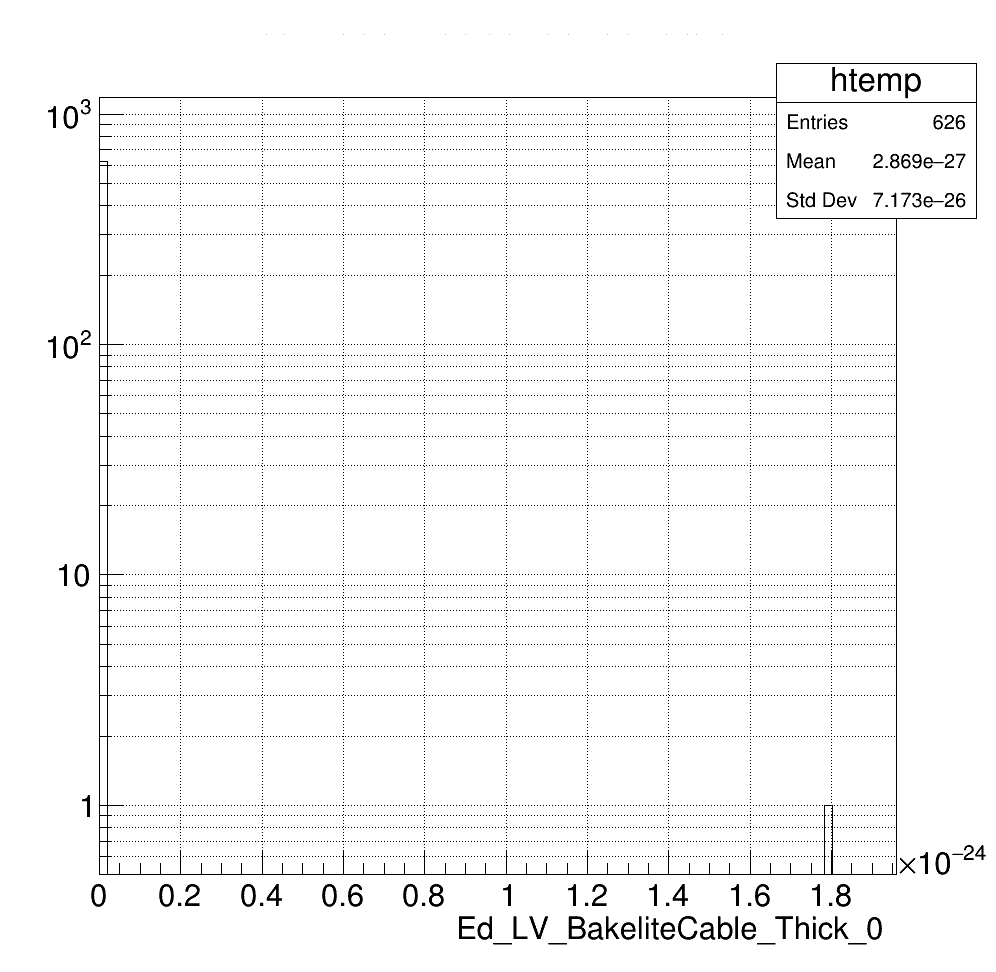 htemp
Entries 626
Mean 2.869e−27
Std Dev 7.173e−26
10³
10²
10
1
0 0.2 0.4 0.6 0.8 1 1.2 1.4 1.6 1.8
×10⁻²⁴
Ed_LV_BakeliteCable_Thick_0